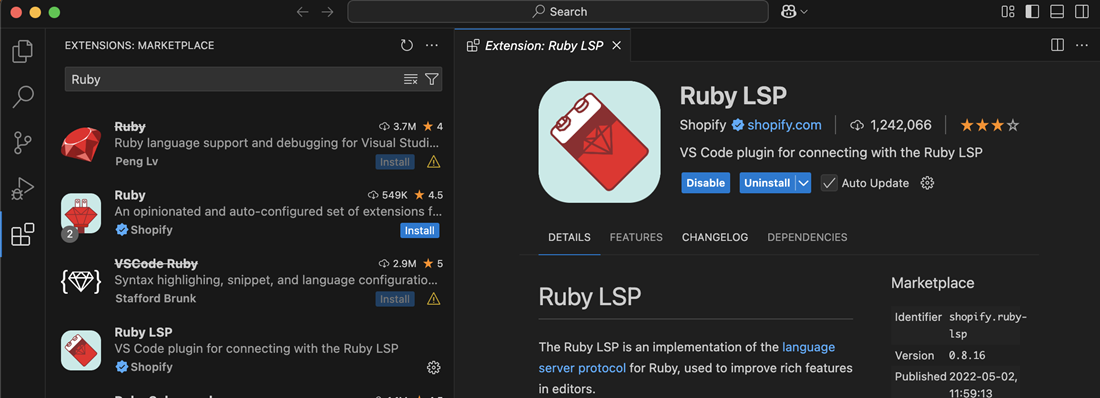 Search
EXTENSIONS: MARKETPLACE
Ruby
Ruby
3.7M ★ 4
Ruby language support and debugging for Visual Studi...
Peng Lv
Install
Ruby
549K ★ 4.5
An opinionated and auto-configured set of extensions f...
2
Shopify
Install
VSCode Ruby
2.9M ★ 5
Syntax highlighing, snippet, and language configuratio...
Stafford Brunk
Install
Ruby LSP
VS Code plugin for connecting with the Ruby LSP
Shopify
Extension: Ruby LSP
Ruby LSP
Shopify shopify.com 1,242,066 ★★★☆
VS Code plugin for connecting with the Ruby LSP
Disable Uninstall Auto Update
DETAILS FEATURES CHANGELOG DEPENDENCIES
Ruby LSP
The Ruby LSP is an implementation of the language
server protocol for Ruby, used to improve rich features
in editors.
Marketplace
Identifier shopify.ruby-
lsp
Version 0.8.16
Published 2022-05-02,
11:59:13